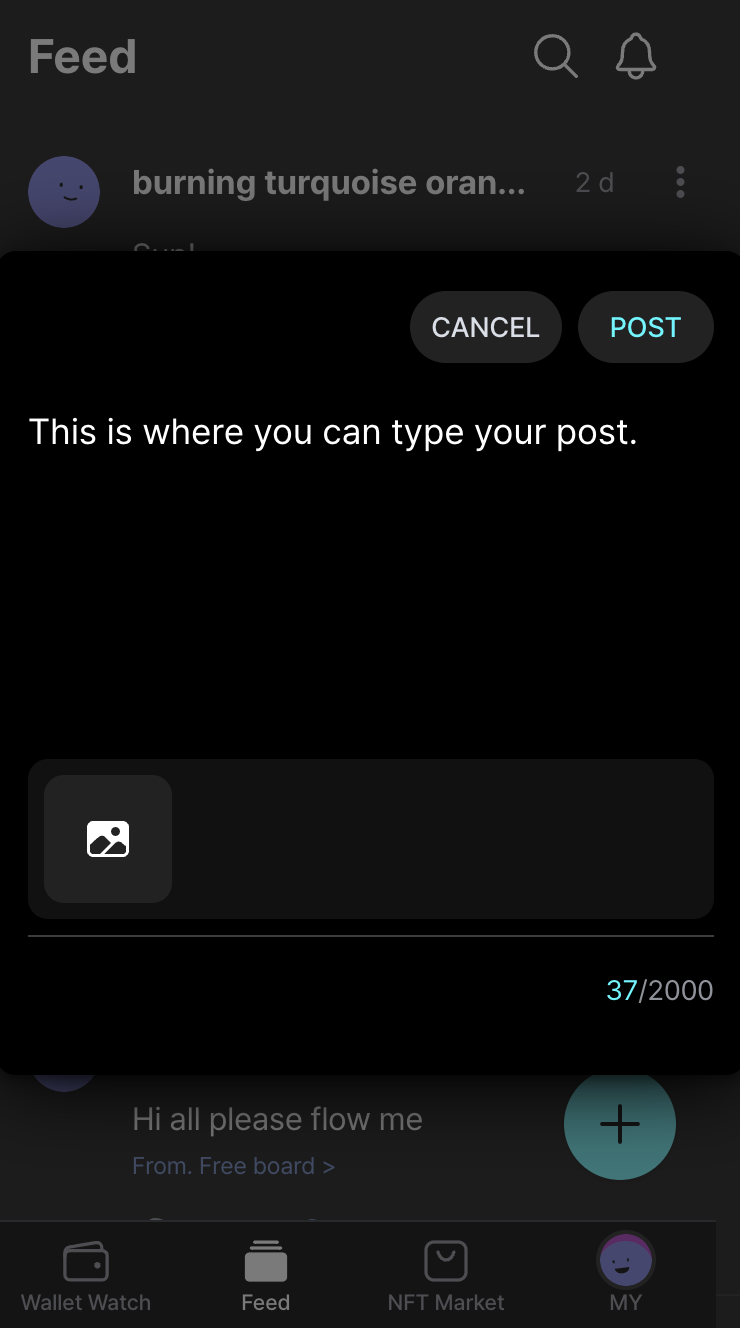 Feed
burning turquoise oran...
2 d
CANCEL
POST
This is where you can type your post.
37/2000
Hi all please flow me
From. Free board >
Wallet Watch
Feed
NFT Market
MY